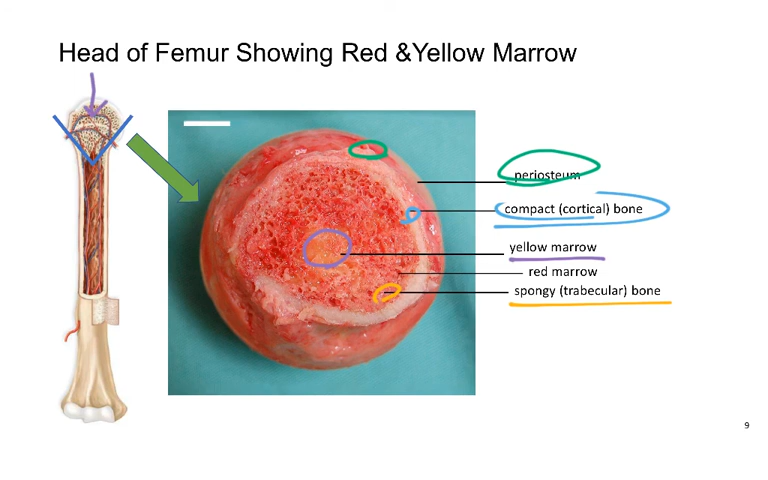 Head of Femur Showing Red &Yellow Marrow
periosteum
compact (cortical) bone
yellow marrow
red marrow
spongy (trabecular) bone
9